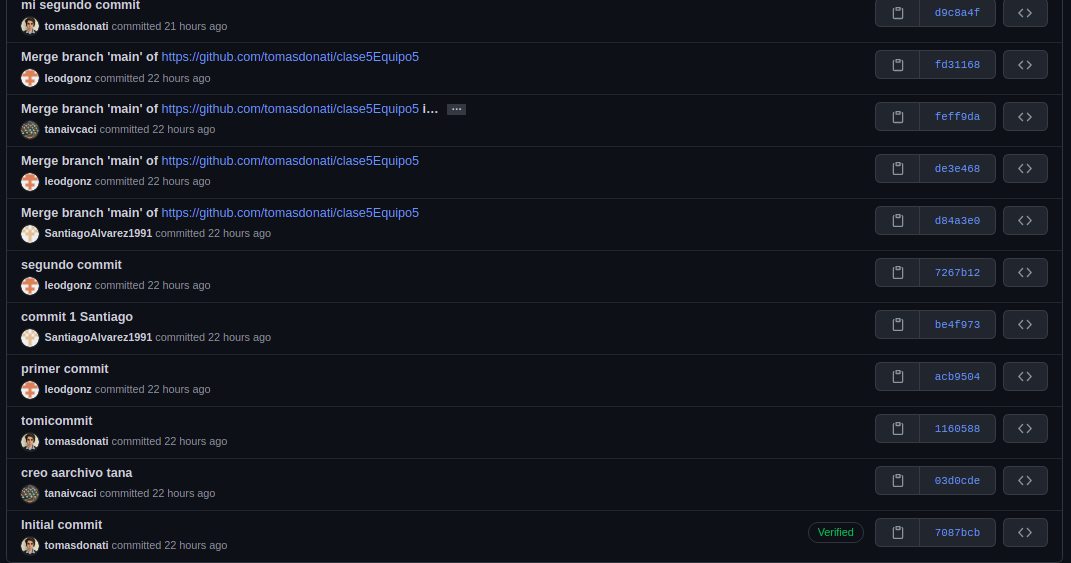 mi segundo commit
tomasdonati committed 21 hours ago
d9c8a4f
Merge branch 'main' of https://github.com/tomasdonati/clase5Equipo5
leodgonz committed 22 hours ago
fd31168
Merge branch 'main' of https://github.com/tomasdonati/clase5Equipo5 i... ...
tanaivcaci committed 22 hours ago
feff9da
Merge branch 'main' of https://github.com/tomasdonati/clase5Equipo5
leodgonz committed 22 hours ago
de3e468
Merge branch 'main' of https://github.com/tomasdonati/clase5Equipo5
SantiagoAlvarez1991 committed 22 hours ago
d84a3e0
segundo commit
leodgonz committed 22 hours ago
7267b12
commit 1 Santiago
SantiagoAlvarez1991 committed 22 hours ago
be4f973
primer commit
leodgonz committed 22 hours ago
acb9504
tomicommit
tomasdonati committed 22 hours ago
1160588
creo aarchivo tana
tanaivcaci committed 22 hours ago
03d0cde
Initial commit
tomasdonati committed 22 hours ago
Verified
7087bcb